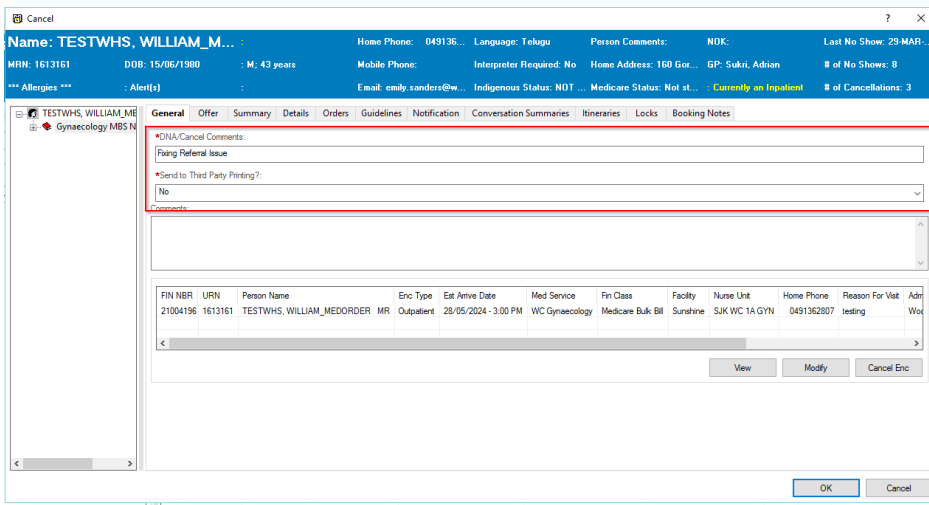 Cancel ? ×
Name: TESTWHS, WILLIAM_M... : Home Phone: 049136... Language: Telugu Person Comments: NOK: Last No Show: 29-MAR-...
MRN: 1613161 DOB: 15/06/1980 : M; 43 years Mobile Phone: Interpreter Required: No Home Address: 160 Gor... GP: Sukri, Adrian # of No Shows: 8
*** Allergies *** : Alert(s) : Email: emily.sanders@w... Indigenous Status: NOT ... Medicare Status: Not st... : Currently an Inpatient # of Cancellations: 3
TESTWHS, WILLIAM_ME
Gynaecology MBS N
General Offer Summary Details Orders Guidelines Notification Conversation Summaries Itineraries Locks Booking Notes
*DNA/Cancel Comments:
Fixing Referral Issue
*Send to Third Party Printing?:
No
Comments:
FIN NBR URN Person Name Enc Type Est Arrive Date Med Service Fin Class Facility Nurse Unit Home Phone Reason For Visit Adm
21004196 1613161 TESTWHS, WILLIAM_MEDORDER MR Outpatient 28/05/2024 - 3:00 PM WC Gynaecology Medicare Bulk Bill Sunshine SJK WC 1A GYN 0491362807 testing Woo
View Modify Cancel Enc
OK Cancel